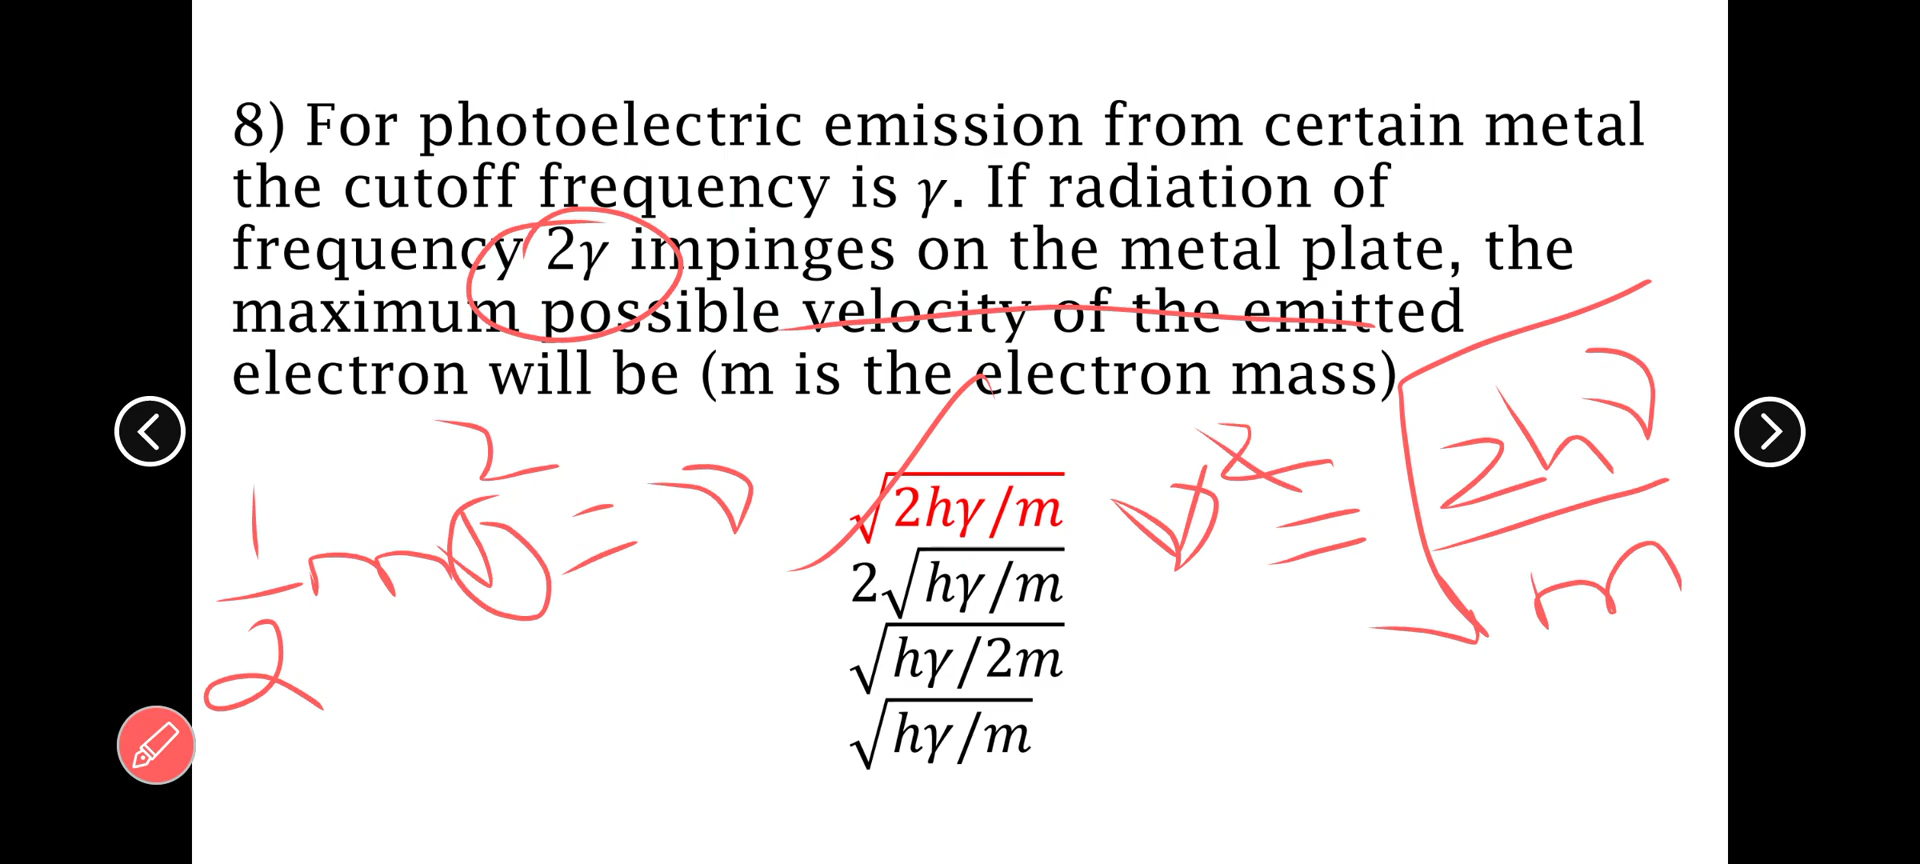 8) For photoelectric emission from certain metal
the cutoff frequency is γ. If radiation of
frequency 2γ impinges on the metal plate, the
maximum possible velocity of the emitted
electron will be (m is the electron mass)
√2hγ/m
2√hγ/m
√hγ/2m
√hγ/m